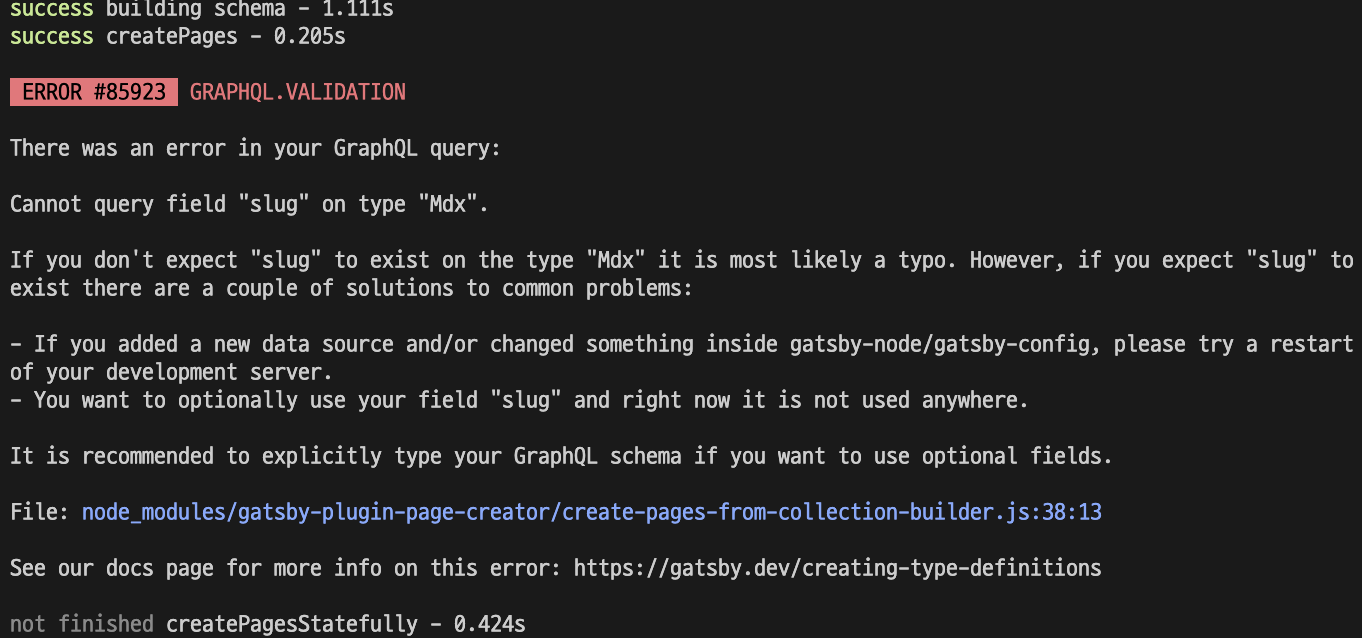 success building schema - 1.111s
success createPages - 0.205s
ERROR #85923 GRAPHQL.VALIDATION
There was an error in your GraphQL query:
Cannot query field "slug" on type "Mdx".
If you don't expect "slug" to exist on the type "Mdx" it is most likely a typo. However, if you expect "slug" to
exist there are a couple of solutions to common problems:
- If you added a new data source and/or changed something inside gatsby-node/gatsby-config, please try a restart
of your development server.
- You want to optionally use your field "slug" and right now it is not used anywhere.
It is recommended to explicitly type your GraphQL schema if you want to use optional fields.
File: node_modules/gatsby-plugin-page-creator/create-pages-from-collection-builder.js:38:13
See our docs page for more info on this error: https://gatsby.dev/creating-type-definitions
not finished createPagesStatefully - 0.424s